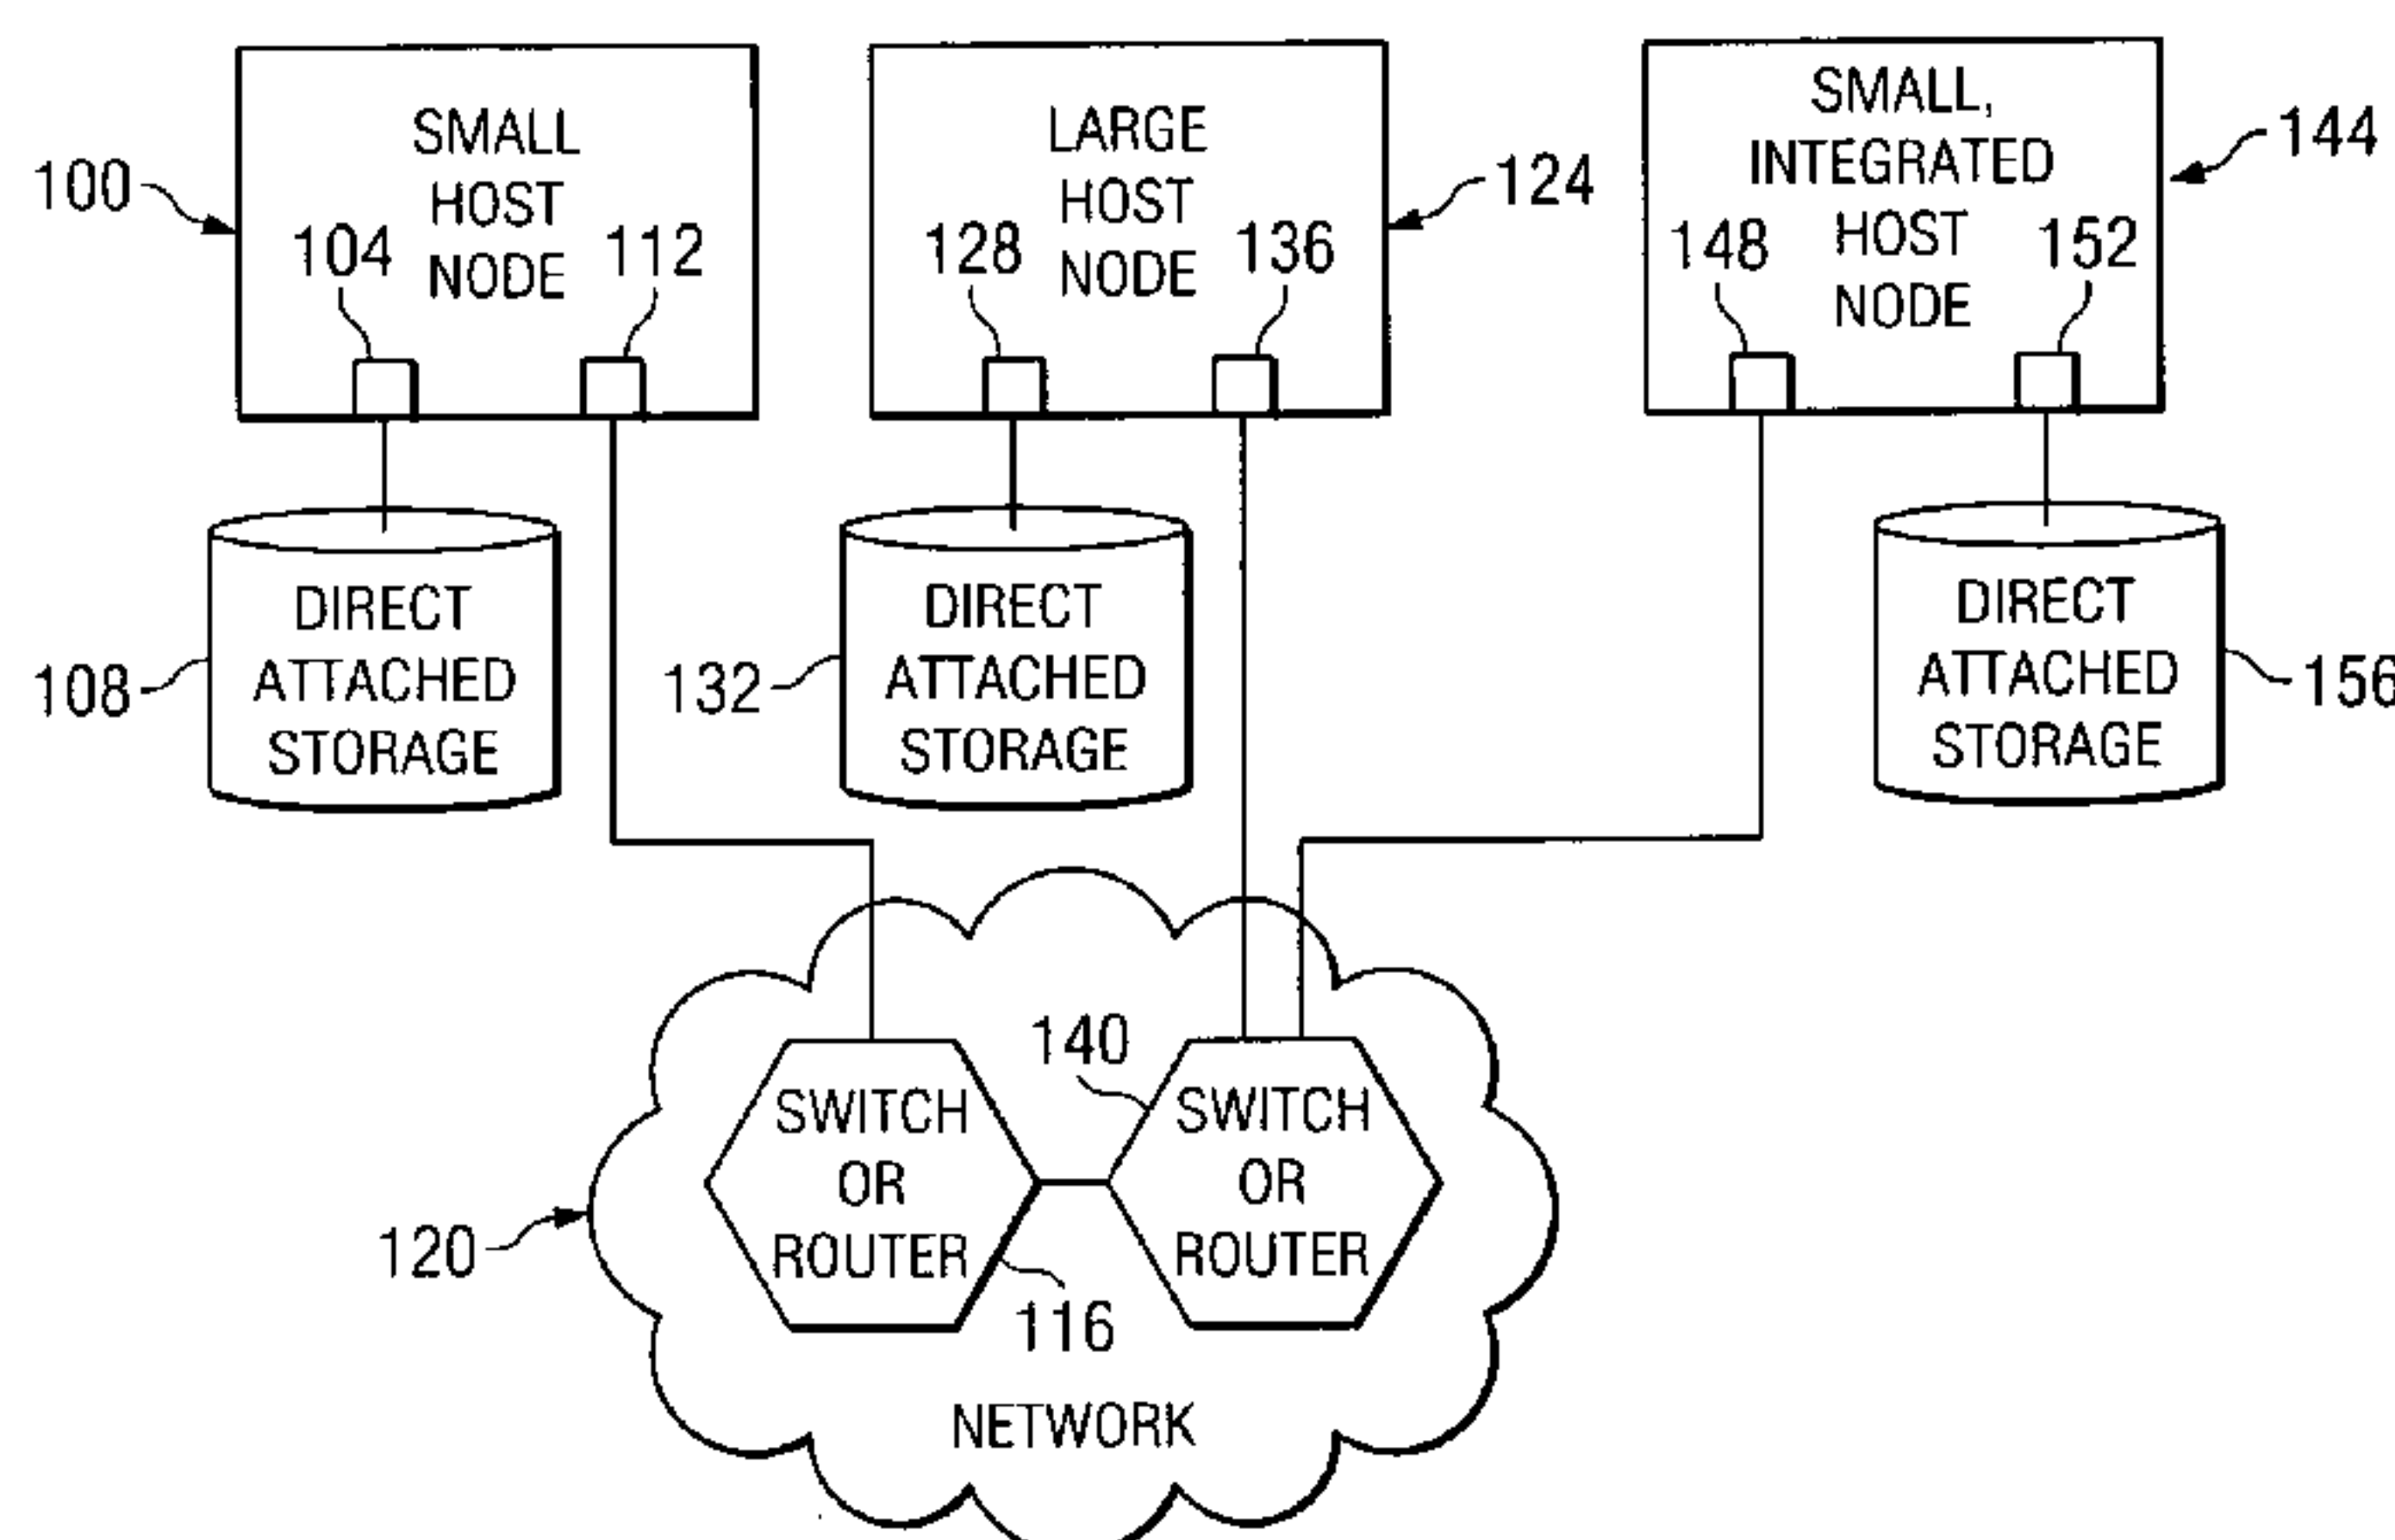 SMALL
HOST
NODE
100
104
112
LARGE
HOST
NODE
128
136
124
SMALL,
INTEGRATED
HOST
NODE
148
152
144
DIRECT
ATTACHED
STORAGE
108
DIRECT
ATTACHED
STORAGE
132
DIRECT
ATTACHED
STORAGE
156
140
SWITCH
OR
ROUTER
SWITCH
OR
ROUTER
120
116
NETWORK